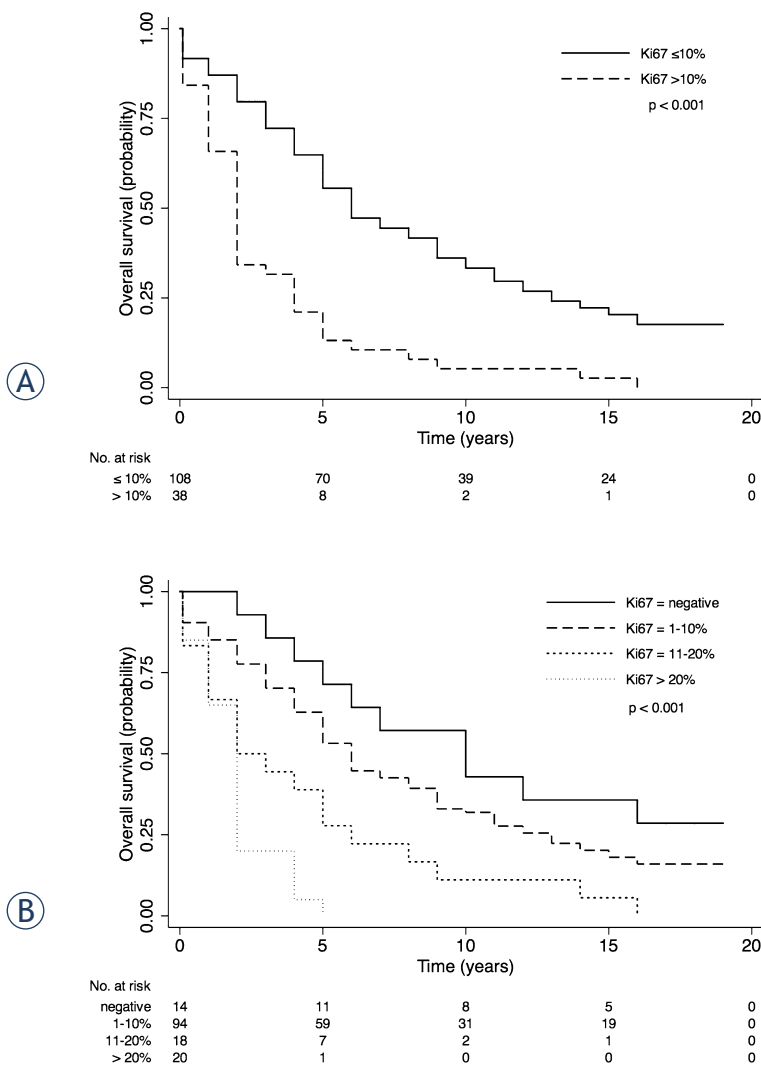 1.00
Ki67 ≤10%
Ki67 >10%
p < 0.001
0.75
0.50
0.25
0.00
Overall survival (probability)
A
0 5 10 15 20
Time (years)
No. at risk
≤ 10% 108 70 39 24 0
> 10% 38 8 2 1 0
1.00
Ki67 = negative
Ki67 = 1-10%
Ki67 = 11-20%
Ki67 > 20%
p < 0.001
0.75
0.50
0.25
0.00
Overall survival (probability)
B
0 5 10 15 20
Time (years)
No. at risk
negative 14 11 8 5 0
1-10% 94 59 31 19 0
11-20% 18 7 2 1 0
> 20% 20 1 0 0 0